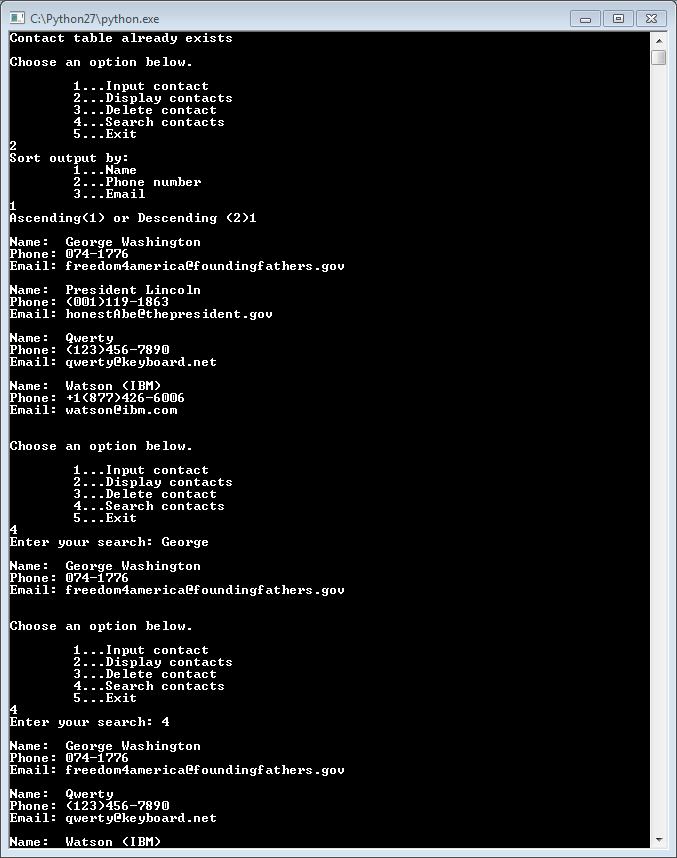 C:\Python27\python.exe
Contact table already exists
Choose an option below.
1...Input contact
2...Display contacts
3...Delete contact
4...Search contacts
5...Exit
2
Sort output by:
1...Name
2...Phone number
3...Email
1
Ascending(1) or Descending (2)1
Name:  George Washington
Phone: 074-1776
Email: freedom4america@foundingfathers.gov
Name:  President Lincoln
Phone: (001)119-1863
Email: honestAbe@thepresident.gov
Name:  Qwerty
Phone: (123)456-7890
Email: qwerty@keyboard.net
Name:  Watson (IBM)
Phone: +1(877)426-6006
Email: watson@ibm.com
Choose an option below.
1...Input contact
2...Display contacts
3...Delete contact
4...Search contacts
5...Exit
4
Enter your search: George
Name:  George Washington
Phone: 074-1776
Email: freedom4america@foundingfathers.gov
Choose an option below.
1...Input contact
2...Display contacts
3...Delete contact
4...Search contacts
5...Exit
4
Enter your search: 4
Name:  George Washington
Phone: 074-1776
Email: freedom4america@foundingfathers.gov
Name:  Qwerty
Phone: (123)456-7890
Email: qwerty@keyboard.net
Name:  Watson (IBM)